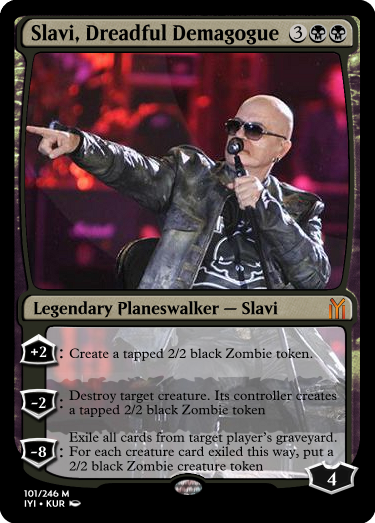 Slavi, Dreadful Demagogue 3
Legendary Planeswalker — Slavi
+2: Create a tapped 2/2 black Zombie token.
-2: Destroy target creature. Its controller creates
a tapped 2/2 black Zombie token
-8: Exile all cards from target player's graveyard.
For each creature card exiled this way, put a
2/2 black Zombie creature token
4
101/246 M
IYI • KUR